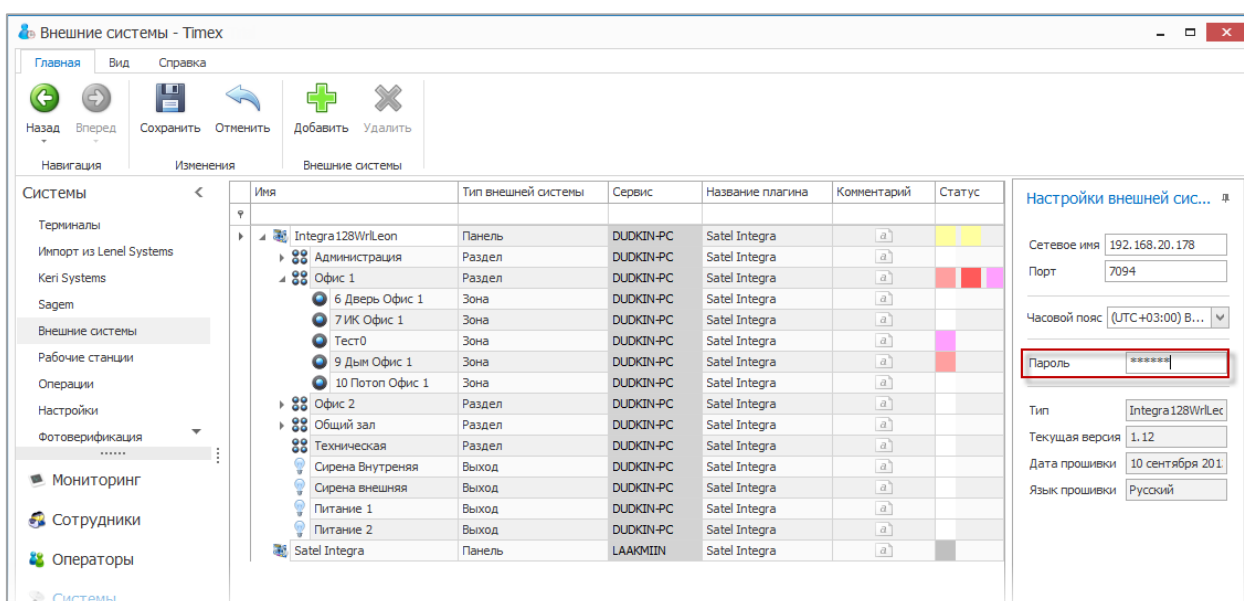 Внешние системы - Timex
Главная Вид Справка
Назад Вперед Сохранить Отменить Добавить Удалить
Навигация Изменения Внешние системы
Системы
Терминалы
Импорт из Lenel Systems
Keri Systems
Sagem
Внешние системы
Рабочие станции
Операции
Настройки
Фотоверификация
Мониторинг
Сотрудники
Операторы
Системы
Имя Тип внешней системы Сервис Название плагина Комментарий Статус
Integra128WrlLeon Панель DUDKIN-PC Satel Integra a
Администрация Раздел DUDKIN-PC Satel Integra a
Офис 1 Раздел DUDKIN-PC Satel Integra a
6 Дверь Офис 1 Зона DUDKIN-PC Satel Integra a
7 ИК Офис 1 Зона DUDKIN-PC Satel Integra a
Тест0 Зона DUDKIN-PC Satel Integra a
9 Дым Офис 1 Зона DUDKIN-PC Satel Integra a
10 Потоп Офис 1 Зона DUDKIN-PC Satel Integra a
Офис 2 Раздел DUDKIN-PC Satel Integra a
Общий зал Раздел DUDKIN-PC Satel Integra a
Техническая Раздел DUDKIN-PC Satel Integra a
Сирена Внутреняя Выход DUDKIN-PC Satel Integra a
Сирена внешняя Выход DUDKIN-PC Satel Integra a
Питание 1 Выход DUDKIN-PC Satel Integra a
Питание 2 Выход DUDKIN-PC Satel Integra a
Satel Integra Панель LAAKMIIN Satel Integra a
Настройки внешней сис...
Сетевое имя 192.168.20.178
Порт 7094
Часовой пояс (UTC+03:00) В...
Пароль ******
Тип Integra128WrlLec
Текущая версия 1.12
Дата прошивки 10 сентября 201
Язык прошивки Русский